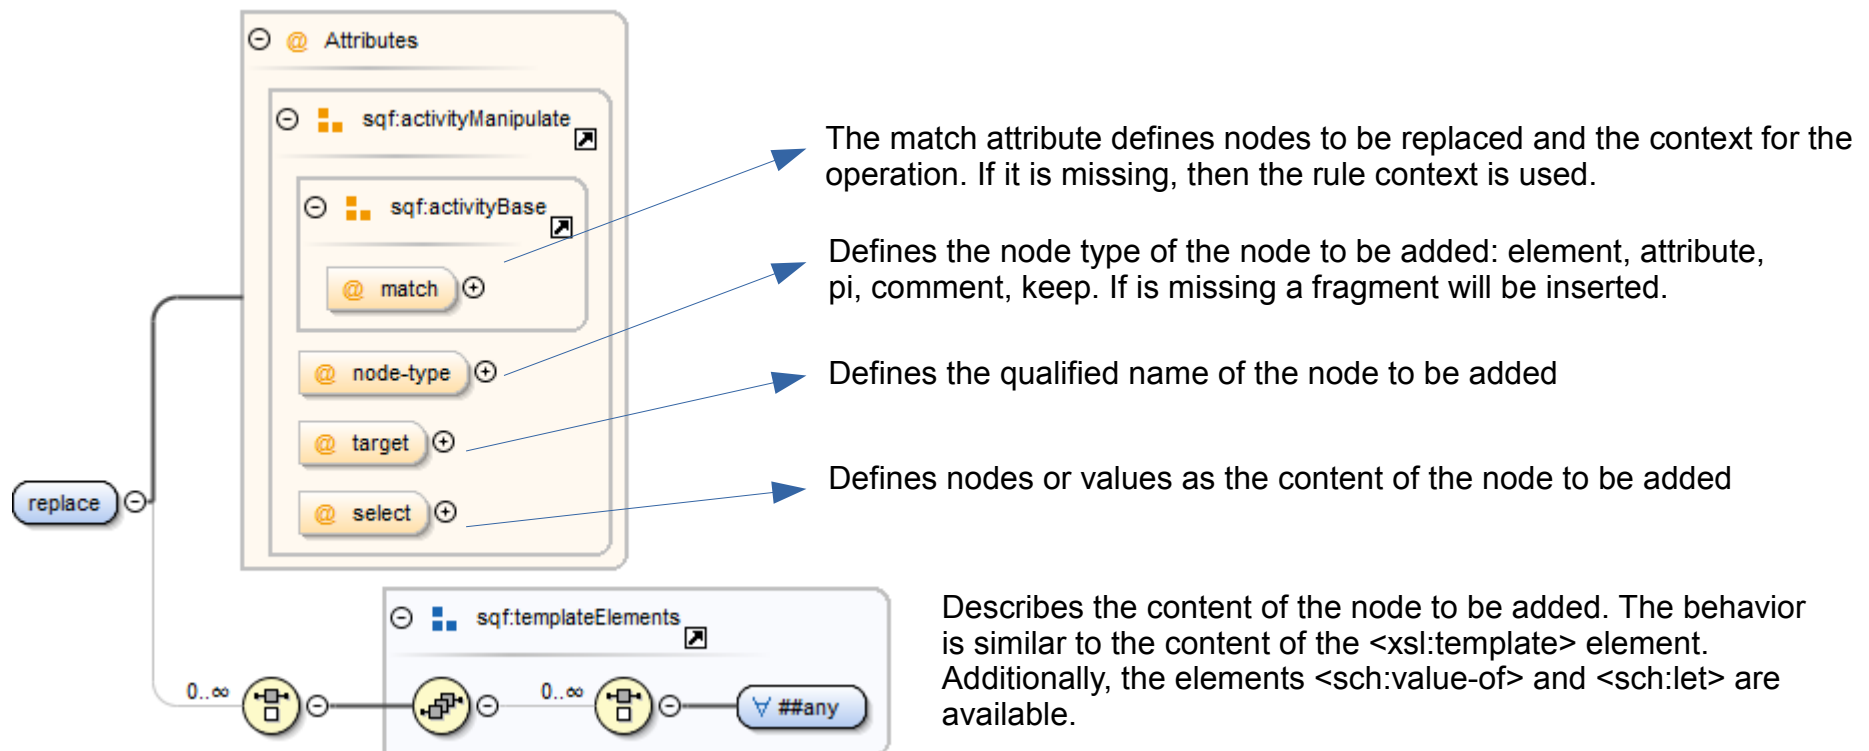 @ Attributes
sqf:activityManipulate
sqf:activityBase
@ match
@ node-type
@ target
@ select
replace
The match attribute defines nodes to be replaced and the context for the
operation. If it is missing, then the rule context is used.
Defines the node type of the node to be added: element, attribute,
pi, comment, keep. If is missing a fragment will be inserted.
Defines the qualified name of the node to be added
Defines nodes or values as the content of the node to be added
sqf:templateElements
0..∞
0..∞
∀ ##any
Describes the content of the node to be added. The behavior
is similar to the content of the <xsl:template> element.
Additionally, the elements <sch:value-of> and <sch:let> are
available.